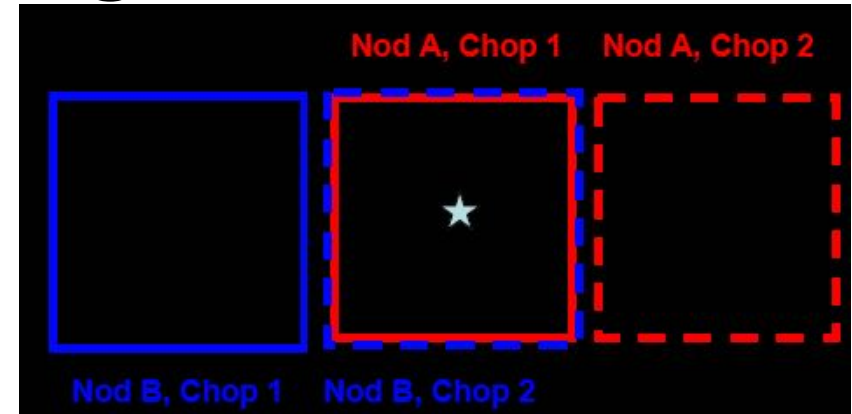 Nod A, Chop 1 Nod A, Chop 2
Nod B, Chop 1 Nod B, Chop 2